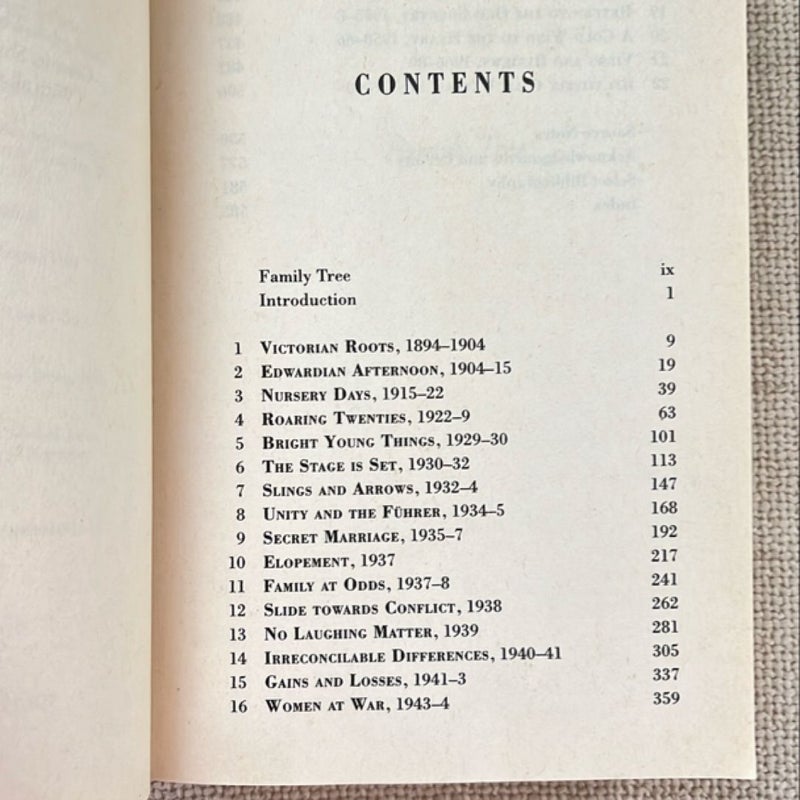 CONTENTS
Family Tree ix
Introduction 1
1 VICTORIAN ROOTS, 1894–1904 9
2 EDWARDIAN AFTERNOON, 1904–15 19
3 NURSERY DAYS, 1915–22 39
4 ROARING TWENTIES, 1922–9 63
5 BRIGHT YOUNG THINGS, 1929–30 101
6 THE STAGE IS SET, 1930–32 113
7 SLINGS AND ARROWS, 1932–4 147
8 UNITY AND THE FÜHRER, 1934–5 168
9 SECRET MARRIAGE, 1935–7 192
10 ELOPEMENT, 1937 217
11 FAMILY AT ODDS, 1937–8 241
12 SLIDE TOWARDS CONFLICT, 1938 262
13 NO LAUGHING MATTER, 1939 281
14 IRRECONCILABLE DIFFERENCES, 1940–41 305
15 GAINS AND LOSSES, 1941–3 337
16 WOMEN AT WAR, 1943–4 359